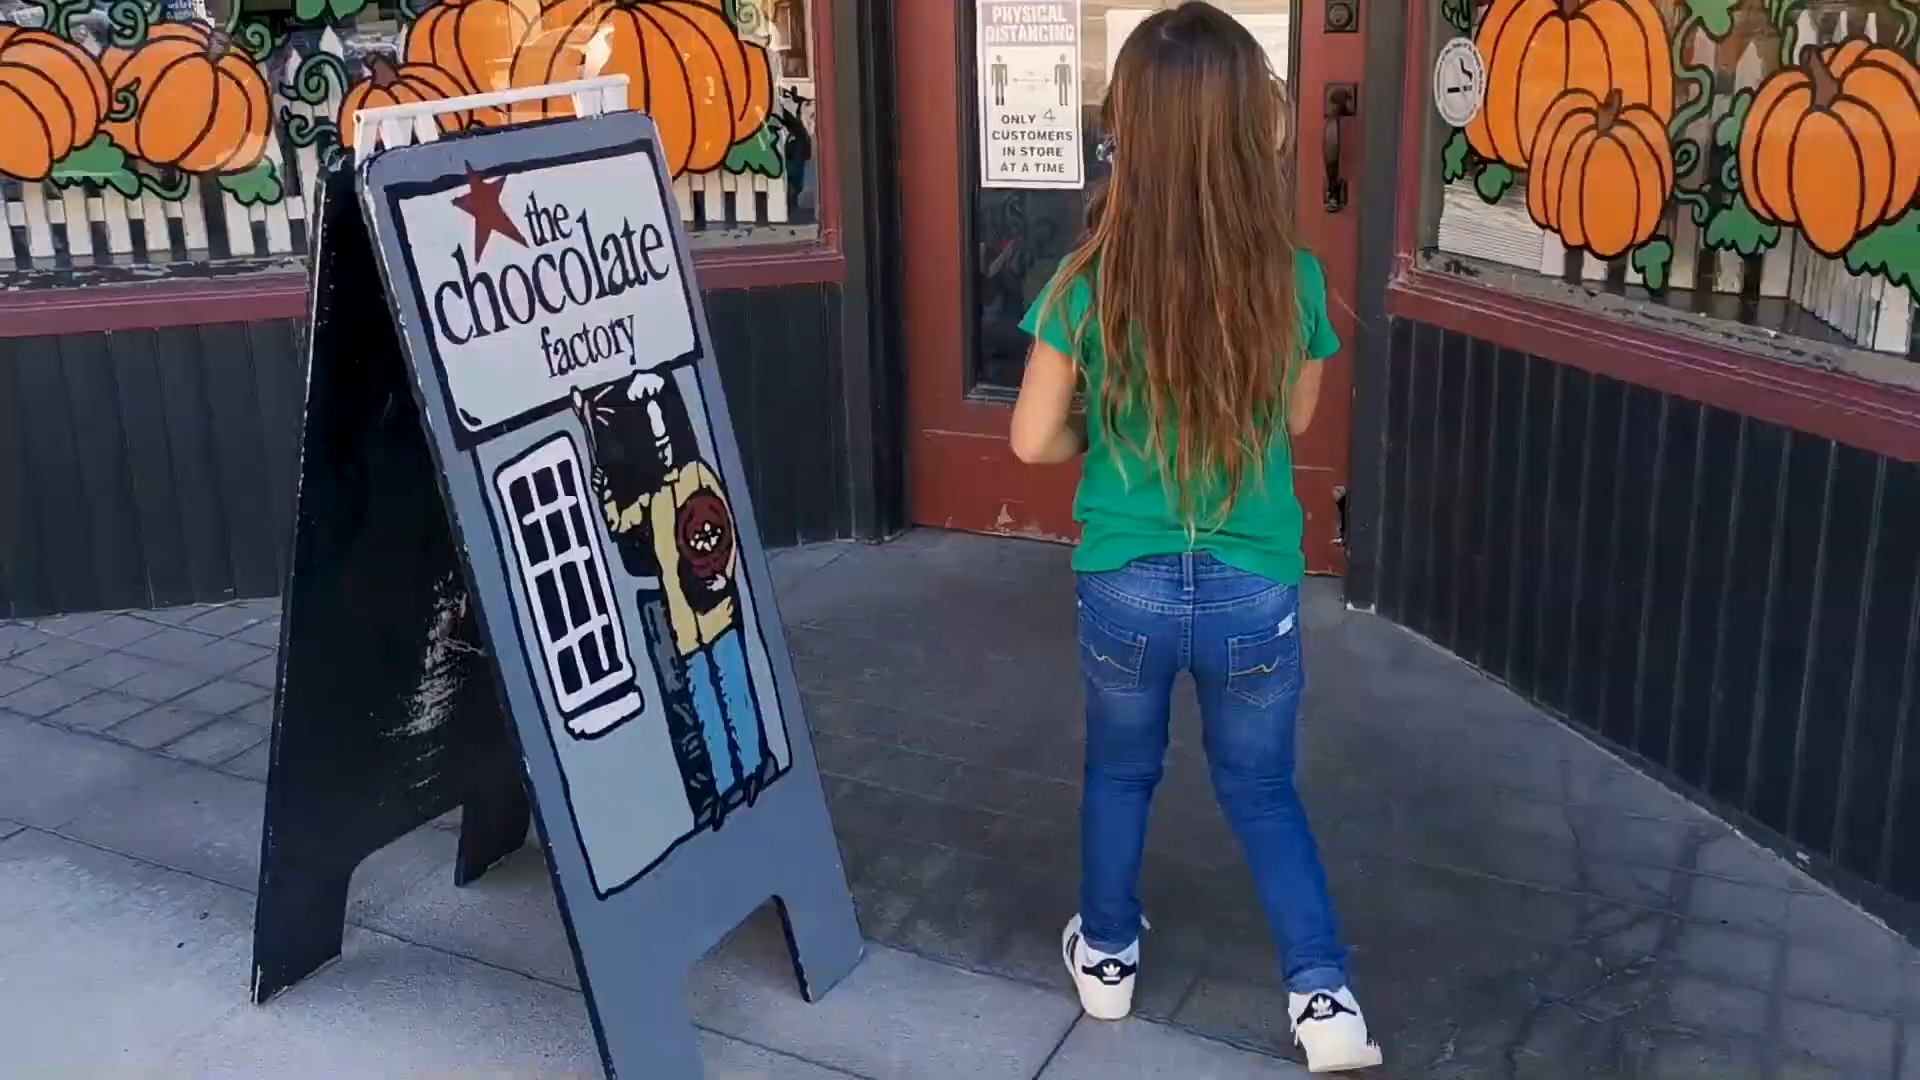 the
chocolate
factory
PHYSICAL
DISTANCING
ONLY 4
CUSTOMERS
IN STORE
AT A TIME